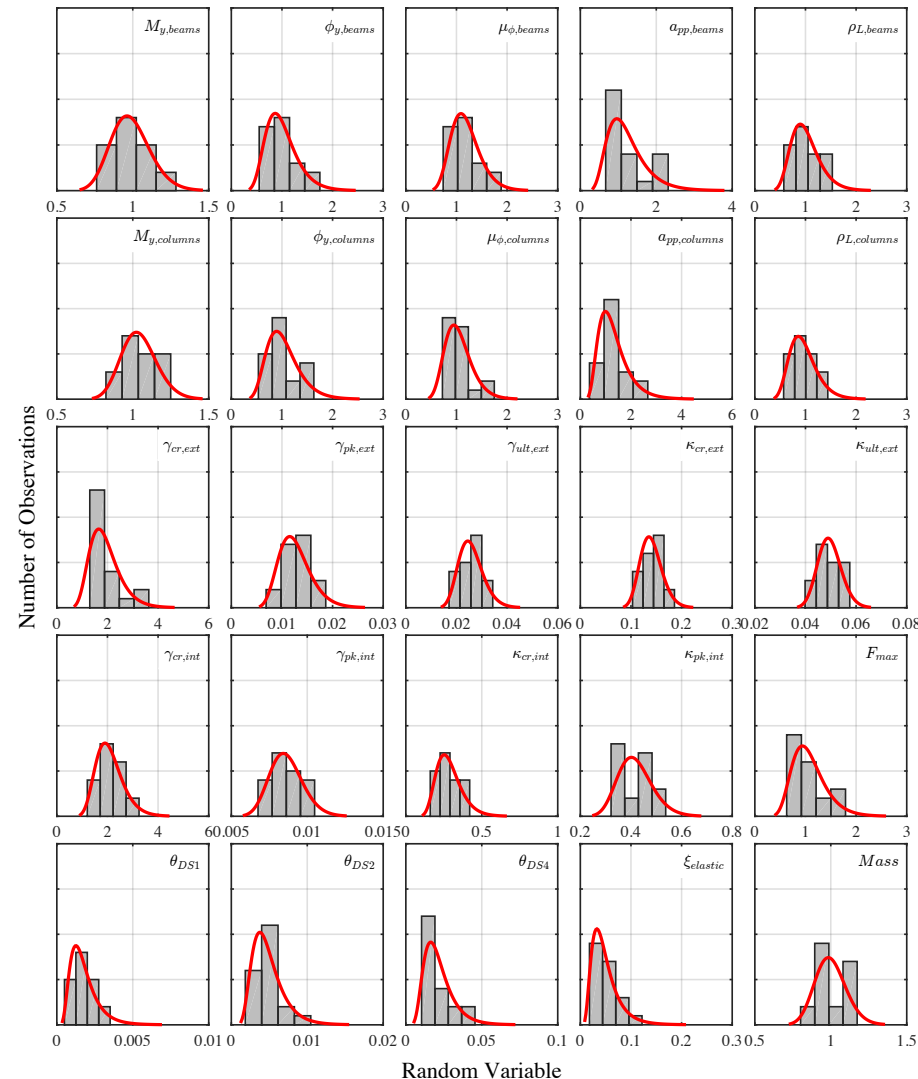 M_{y,beams} ϕ_{y,beams} μ_{ϕ,beams} a_{pp,beams} ρ_{L,beams}
0.5 1 1.5 0 1 2 3 0 1 2 3 0 2 4 0 1 2 3
M_{y,columns} ϕ_{y,columns} μ_{ϕ,columns} a_{pp,columns} ρ_{L,columns}
0.5 1 1.5 0 1 2 3 0 1 2 3 0 2 4 6 0 1 2 3
γ_{cr,ext} γ_{pk,ext} γ_{ult,ext} κ_{cr,ext} κ_{ult,ext}
0 2 4 6 0 0.01 0.02 0.03 0 0.02 0.04 0.06 0 0.1 0.2 0.3 0.02 0.04 0.06 0.08
Number of Observations
γ_{cr,int} γ_{pk,int} κ_{cr,int} κ_{pk,int} F_{max}
0 2 4 6 0.005 0.01 0.015 0 0.5 1 0.2 0.4 0.6 0.8 0 1 2 3
θ_{DS1} θ_{DS2} θ_{DS4} ξ_{elastic} Mass
0 0.005 0.01 0 0.01 0.02 0 0.05 0.1 0 0.1 0.2 0.3 0.5 1 1.5
Random Variable